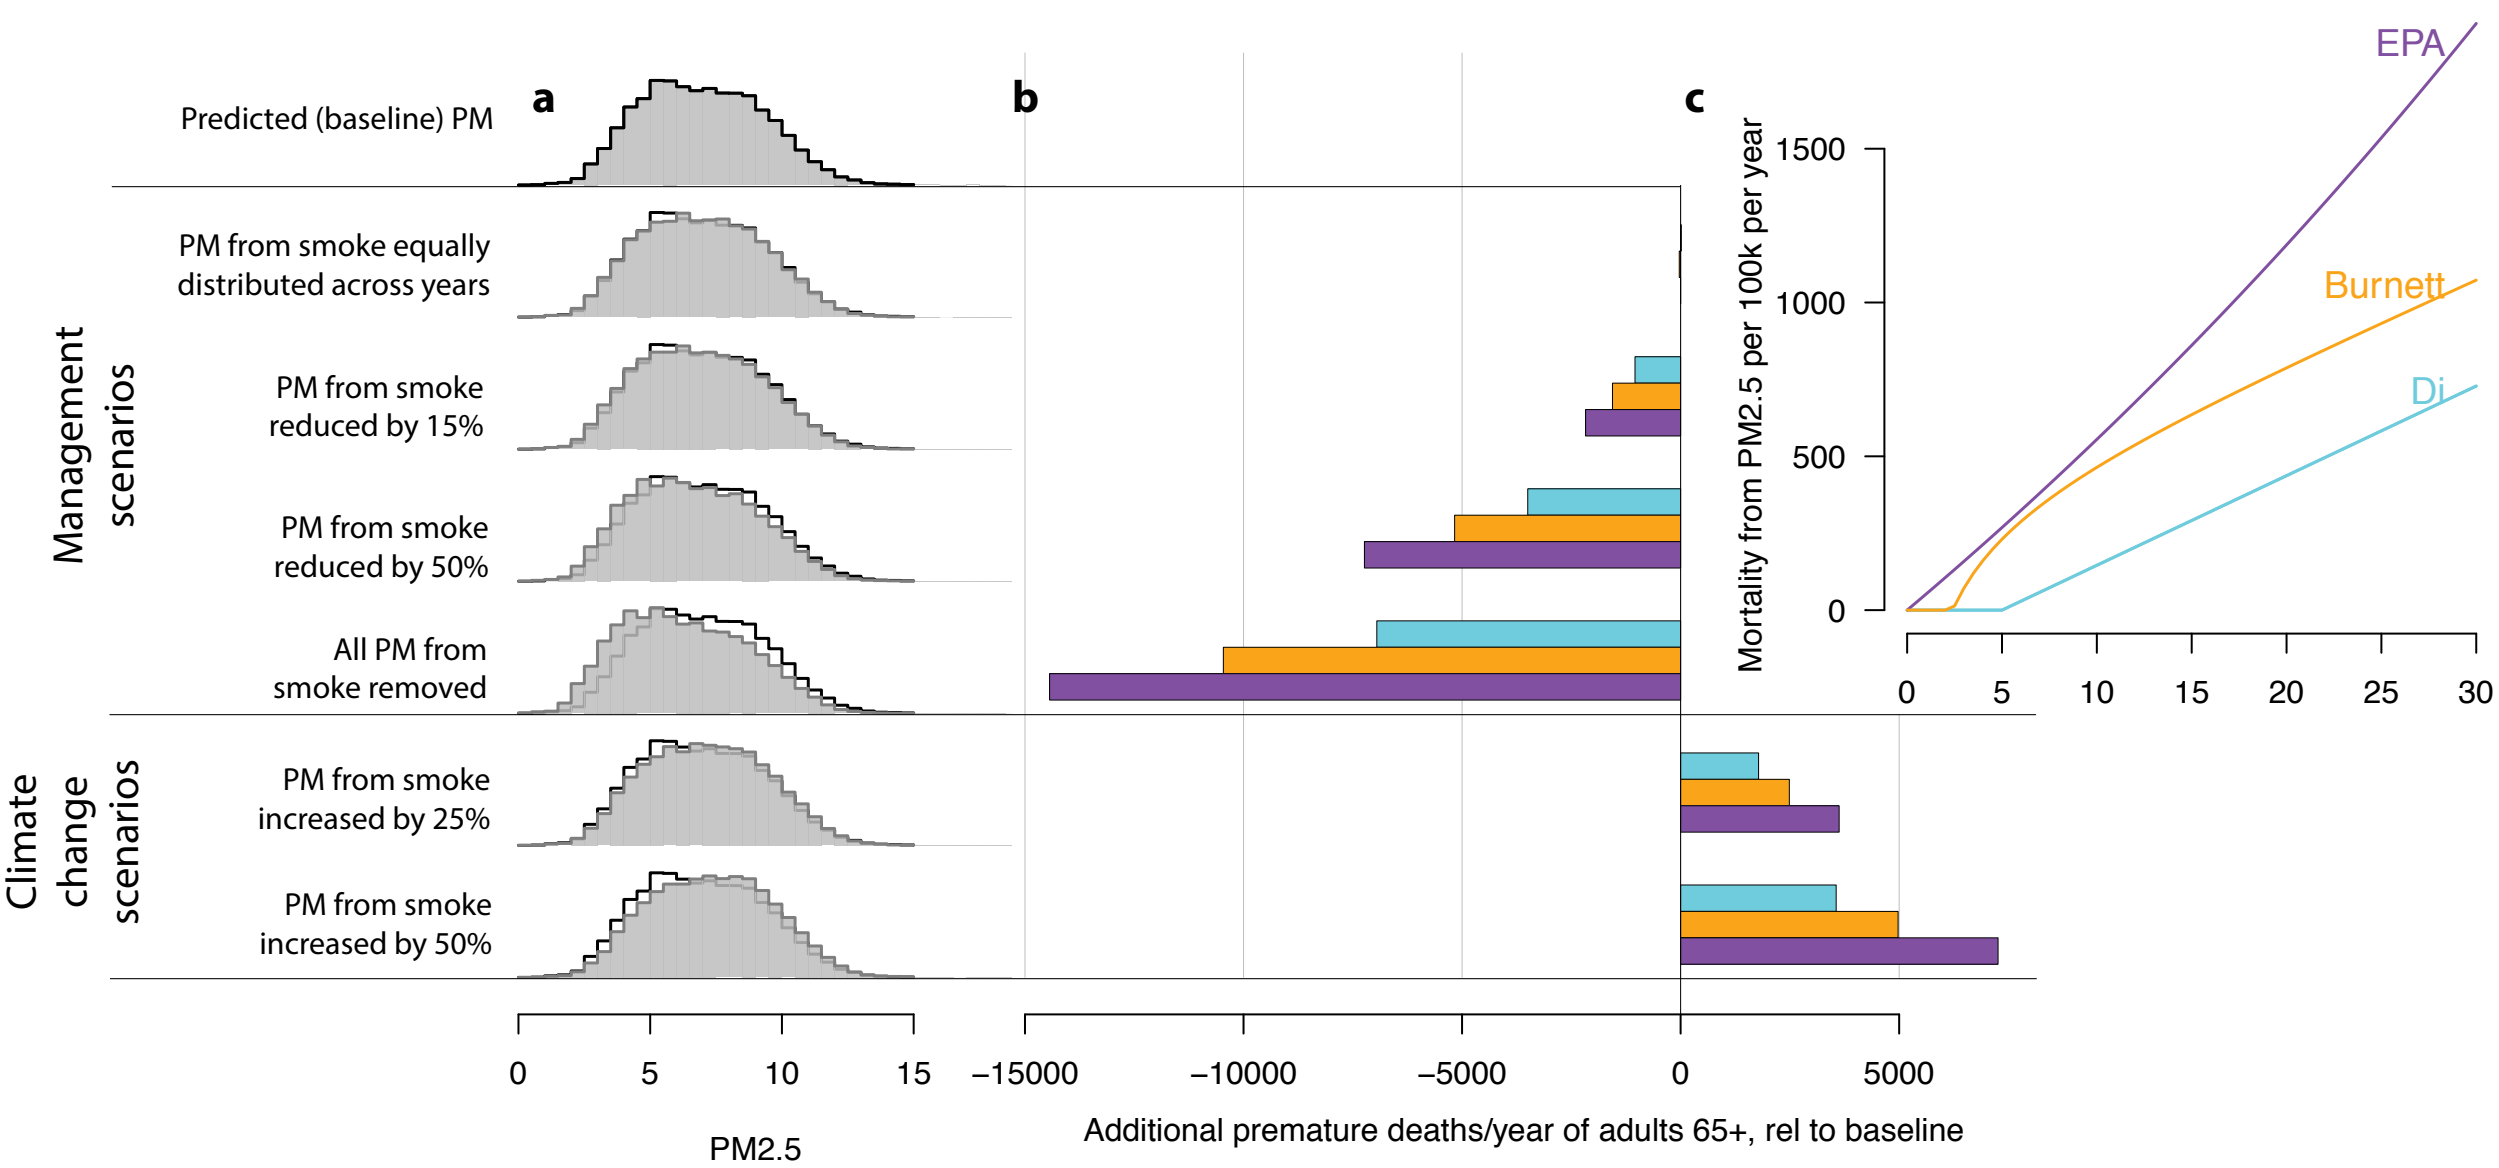 a
b
c
Predicted (baseline) PM
Management
scenarios
PM from smoke equally
distributed across years
PM from smoke
reduced by 15%
PM from smoke
reduced by 50%
All PM from
smoke removed
Climate
change
scenarios
PM from smoke
increased by 25%
PM from smoke
increased by 50%
0 5 10 15
PM2.5
−15000 −10000 −5000 0 5000
Additional premature deaths/year of adults 65+, rel to baseline
Mortality from PM2.5 per 100k per year
1500
1000
500
0
EPA
Burnett
Di
0 5 10 15 20 25 30